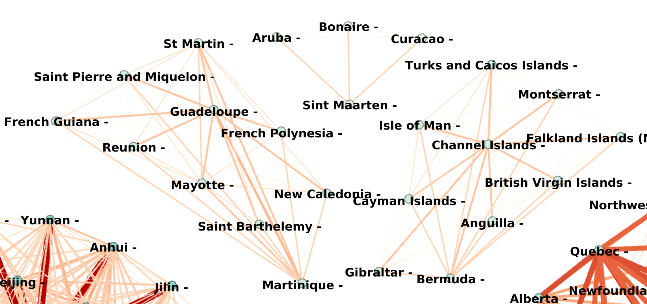 Bonaire -
Aruba -
Curacao -
St Martin -
Turks and Caicos Islands -
Saint Pierre and Miquelon -
Montserrat -
Sint Maarten -
Guadeloupe -
French Guiana -
Isle of Man -
French Polynesia -
Falkland Islands (M
Channel Islands -
Reunion -
Mayotte -
British Virgin Islands -
New Caledonia -
Cayman Islands -
Northwes
Yunnan -
Saint Barthelemy -
Anguilla -
Anhui -
Quebec -
Gibraltar -
Bermuda -
eijing -
Jilin -
Martinique -
Newfoundla
Alberta -